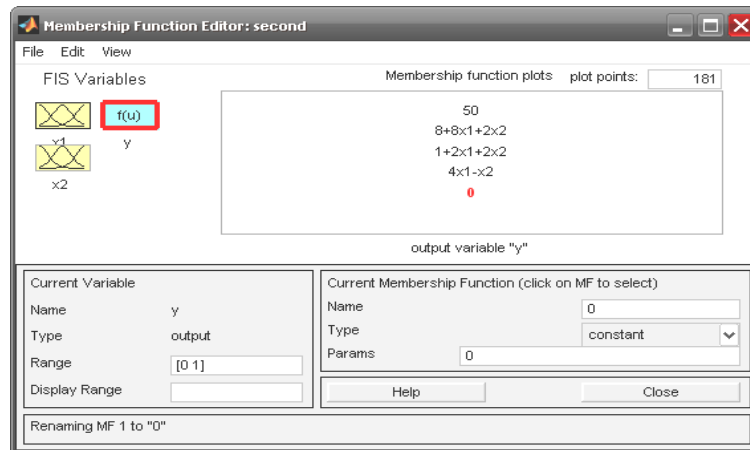 Membership Function Editor: second
File Edit View
FIS Variables
Membership function plots plot points: 181
f(u)
x1
y
x2
50
8+8x1+2x2
1+2x1+2x2
4x1-x2
0
output variable "y"
Current Variable
Name y
Type output
Range [0 1]
Display Range
Current Membership Function (click on MF to select)
Name 0
Type constant
Params 0
Help Close
Renaming MF 1 to "0"